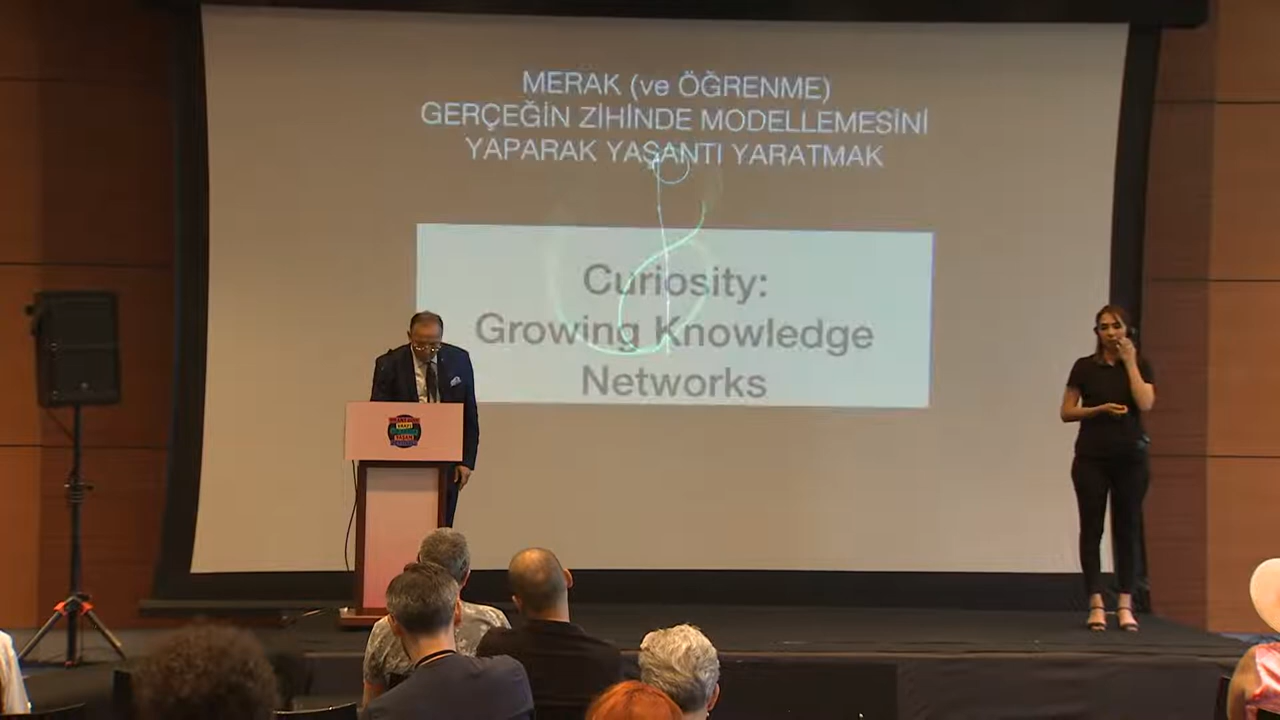 MERAK (ve ÖĞRENME)
GERÇEĞİN ZİHİNDE MODELLEMESİNİ
YAPARAK YAŞANTI YARATMAK
Curiosity:
Growing Knowledge
Networks